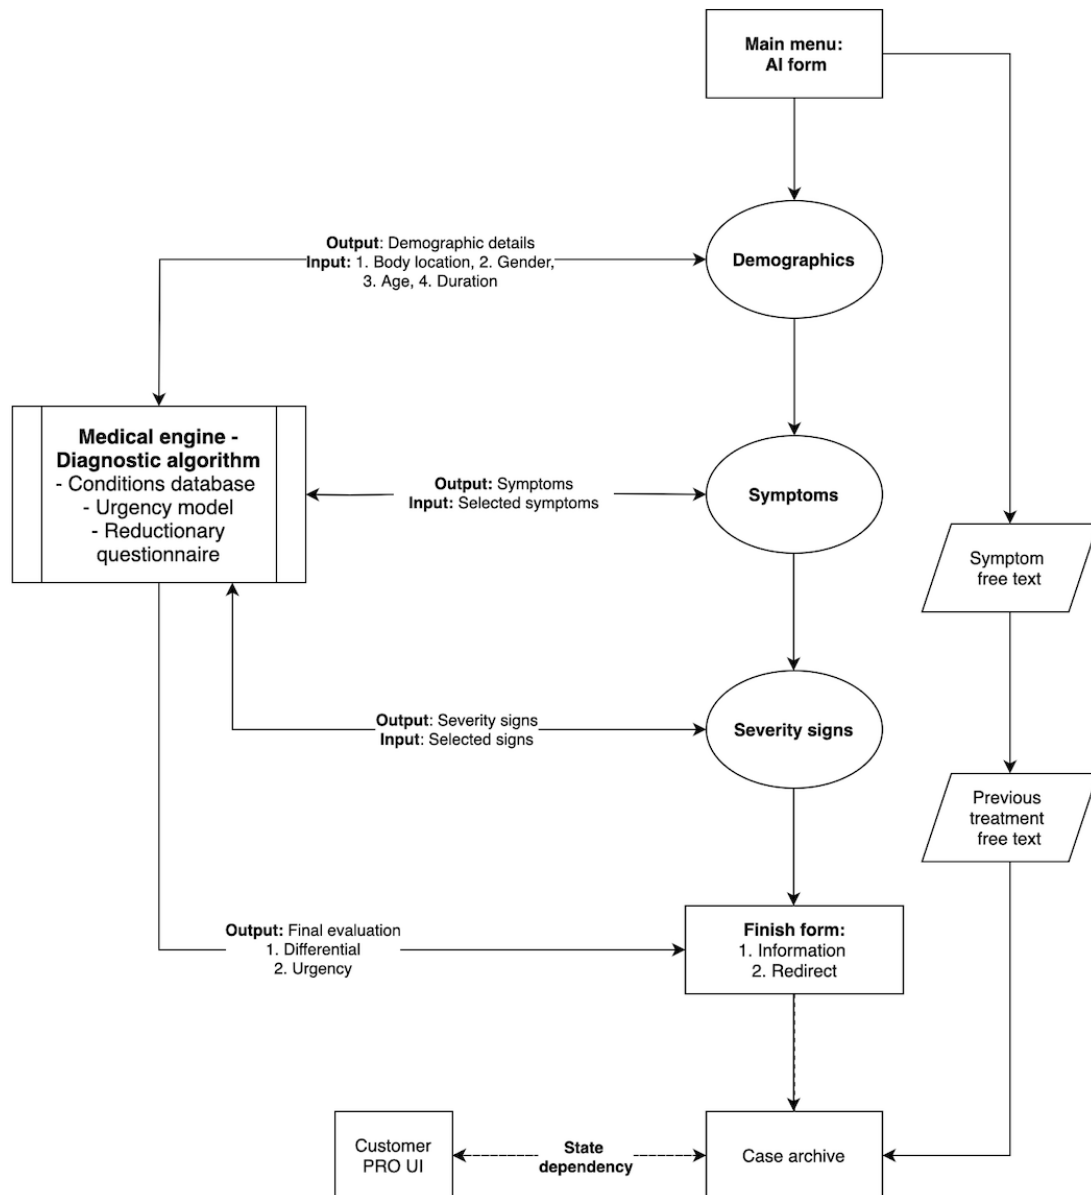 Main menu:
AI form
Output: Demographic details
Input: 1. Body location, 2. Gender,
3. Age, 4. Duration
Demographics
Medical engine -
Diagnostic algorithm
- Conditions database
- Urgency model
- Reductionary
questionnaire
Output: Symptoms
Input: Selected symptoms
Symptoms
Symptom
free text
Output: Severity signs
Input: Selected signs
Severity signs
Previous
treatment
free text
Output: Final evaluation
1. Differential
2. Urgency
Finish form:
1. Information
2. Redirect
Customer
PRO UI
State
dependency
Case archive